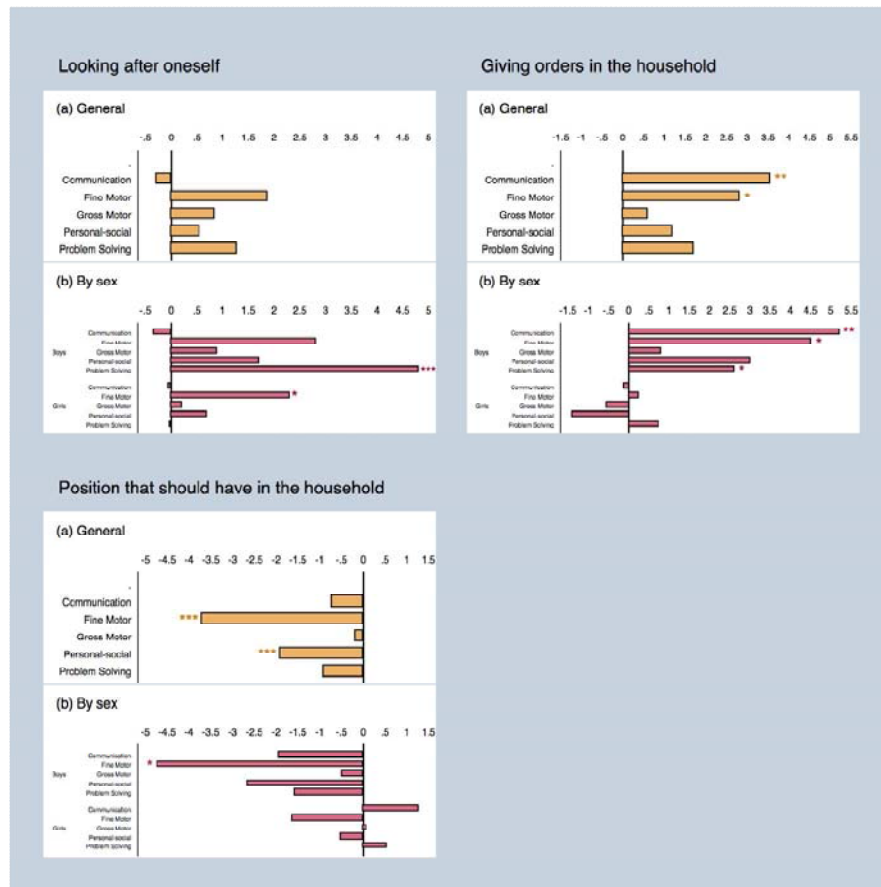 Looking after oneself
(a) General
-.5 0 .5 1 1.5 2 2.5 3 3.5 4 4.5 5
Communication
Fine Motor
Gross Motor
Personal-social
Problem Solving
(b) By sex
-.5 0 .5 1 1.5 2 2.5 3 3.5 4 4.5 5
Boys
Communication
Fine Motor
Gross Motor
Personal-social
Problem Solving
***
Girls
Communication
Fine Motor
*
Gross Motor
Personal-social
Problem Solving
Giving orders in the household
(a) General
-1.5 -1 -.5 0 .5 1 1.5 2 2.5 3 3.5 4 4.5 5 5.5
Communication
**
Fine Motor
*
Gross Motor
Personal-social
Problem Solving
(b) By sex
-1.5 -1 -.5 0 .5 1 1.5 2 2.5 3 3.5 4 4.5 5 5.5
Boys
Communication
**
Fine Motor
*
Gross Motor
Personal-social
Problem Solving
*
Girls
Communication
Fine Motor
Gross Motor
Personal-social
Problem Solving
Position that should have in the household
(a) General
-5 -4.5 -4 -3.5 -3 -2.5 -2 -1.5 -1 -.5 0 .5 1 1.5
Communication
Fine Motor
***
Gross Motor
Personal-social
***
Problem Solving
(b) By sex
-5 -4.5 -4 -3.5 -3 -2.5 -2 -1.5 -1 -.5 0 .5 1 1.5
Boys
Communication
Fine Motor
*
Gross Motor
Personal-social
Problem Solving
Girls
Communication
Fine Motor
Gross Motor
Personal-social
Problem Solving